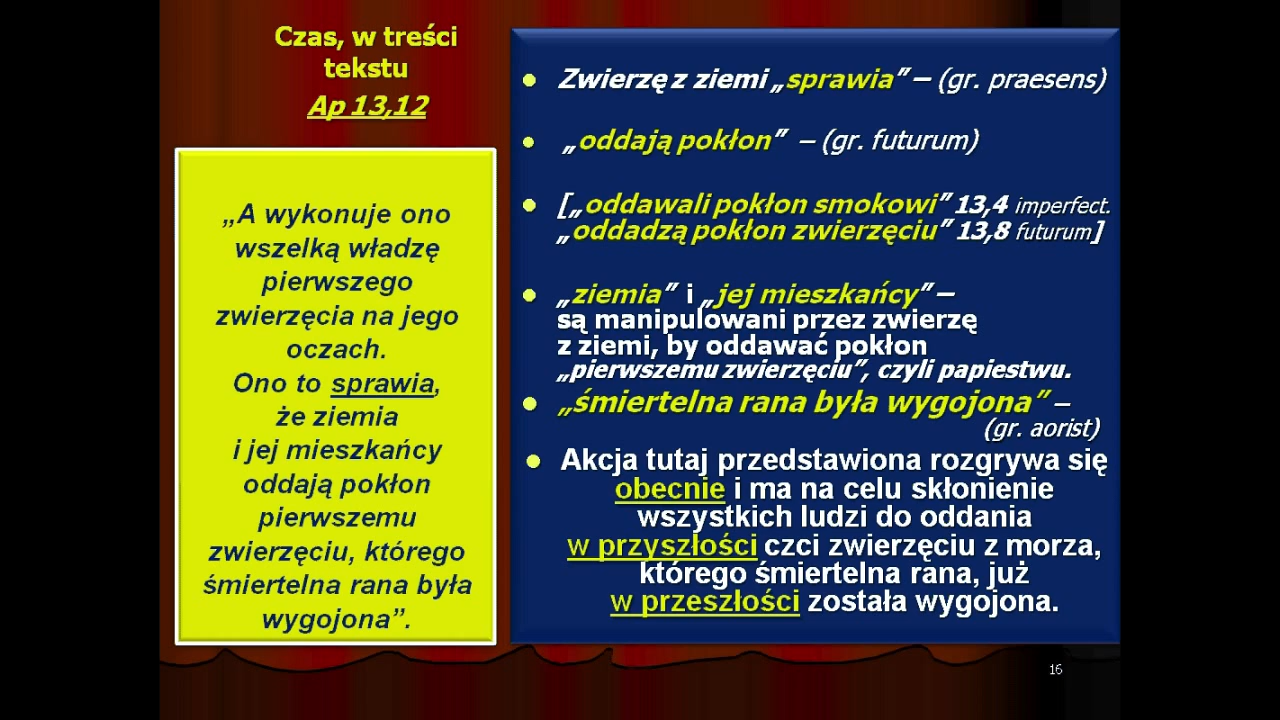 Czas, w treści
tekstu
Ap 13,12
„A wykonuje ono
wszelką władzę
pierwszego
zwierzęcia na jego
oczach.
Ono to sprawia,
że ziemia
i jej mieszkańcy
oddają pokłon
pierwszemu
zwierzęciu, którego
śmiertelna rana była
wygojona”.
● Zwierzę z ziemi „sprawia” – (gr. praesens)
● „oddają pokłon” – (gr. futurum)
● [„oddawali pokłon smokowi” 13,4 imperfect.
„oddadzą pokłon zwierzęciu” 13,8 futurum]
● „ziemia” i „jej mieszkańcy” –
są manipulowani przez zwierzę
z ziemi, by oddawać pokłon
„pierwszemu zwierzęciu”, czyli papiestwu.
● „śmiertelna rana była wygojona” –
(gr. aorist)
● Akcja tutaj przedstawiona rozgrywa się
obecnie i ma na celu skłonienie
wszystkich ludzi do oddania
w przyszłości czci zwierzęciu z morza,
którego śmiertelna rana, już
w przeszłości została wygojona.
16